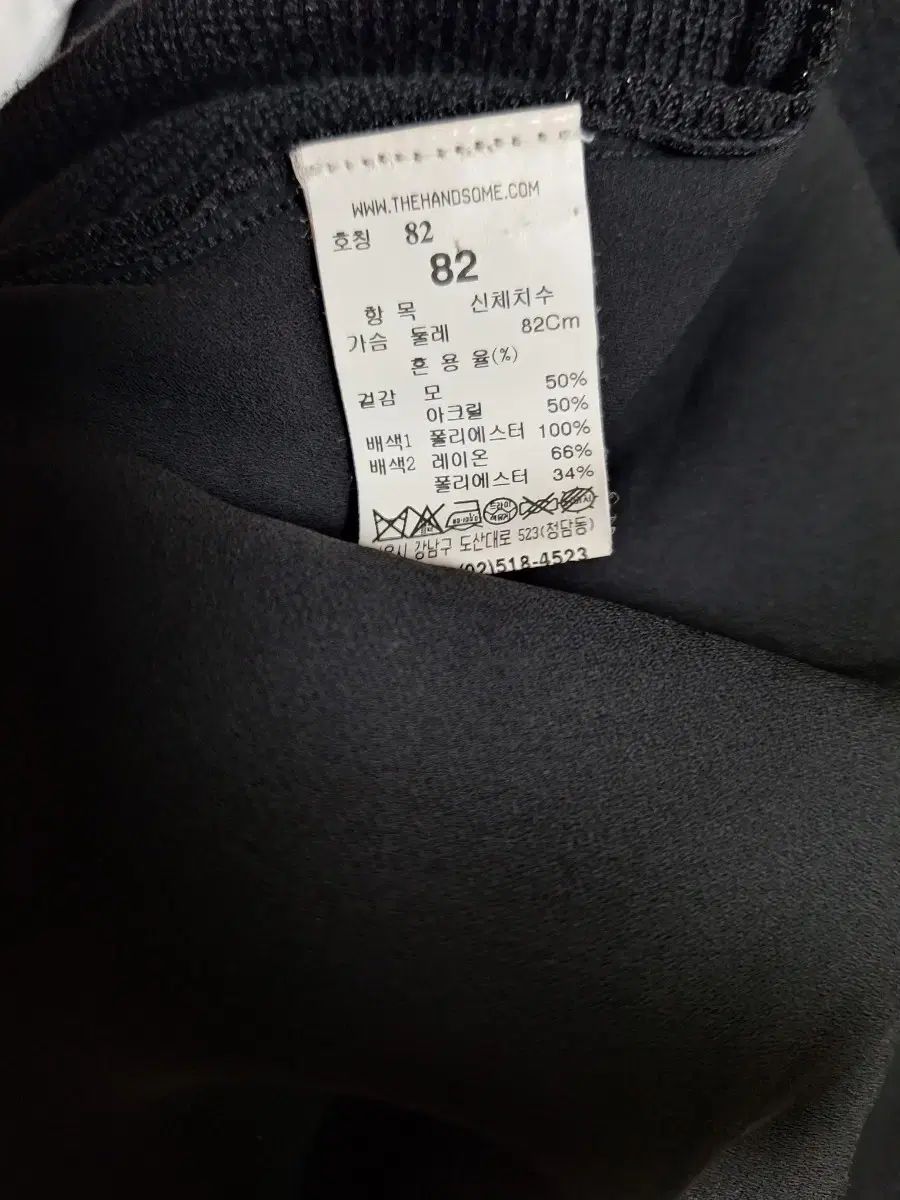 WWW.THEHANDSOME.COM
호칭 82
82
항 목 신체치수
가슴 둘레 82Cm
혼 용 율(%)
겉감 모 50%
아크릴 50%
배색1 폴리에스터 100%
배색2 레이온 66%
폴리에스터 34%
드라이
강남구 도산대로 523(청담동)
02)518-4523